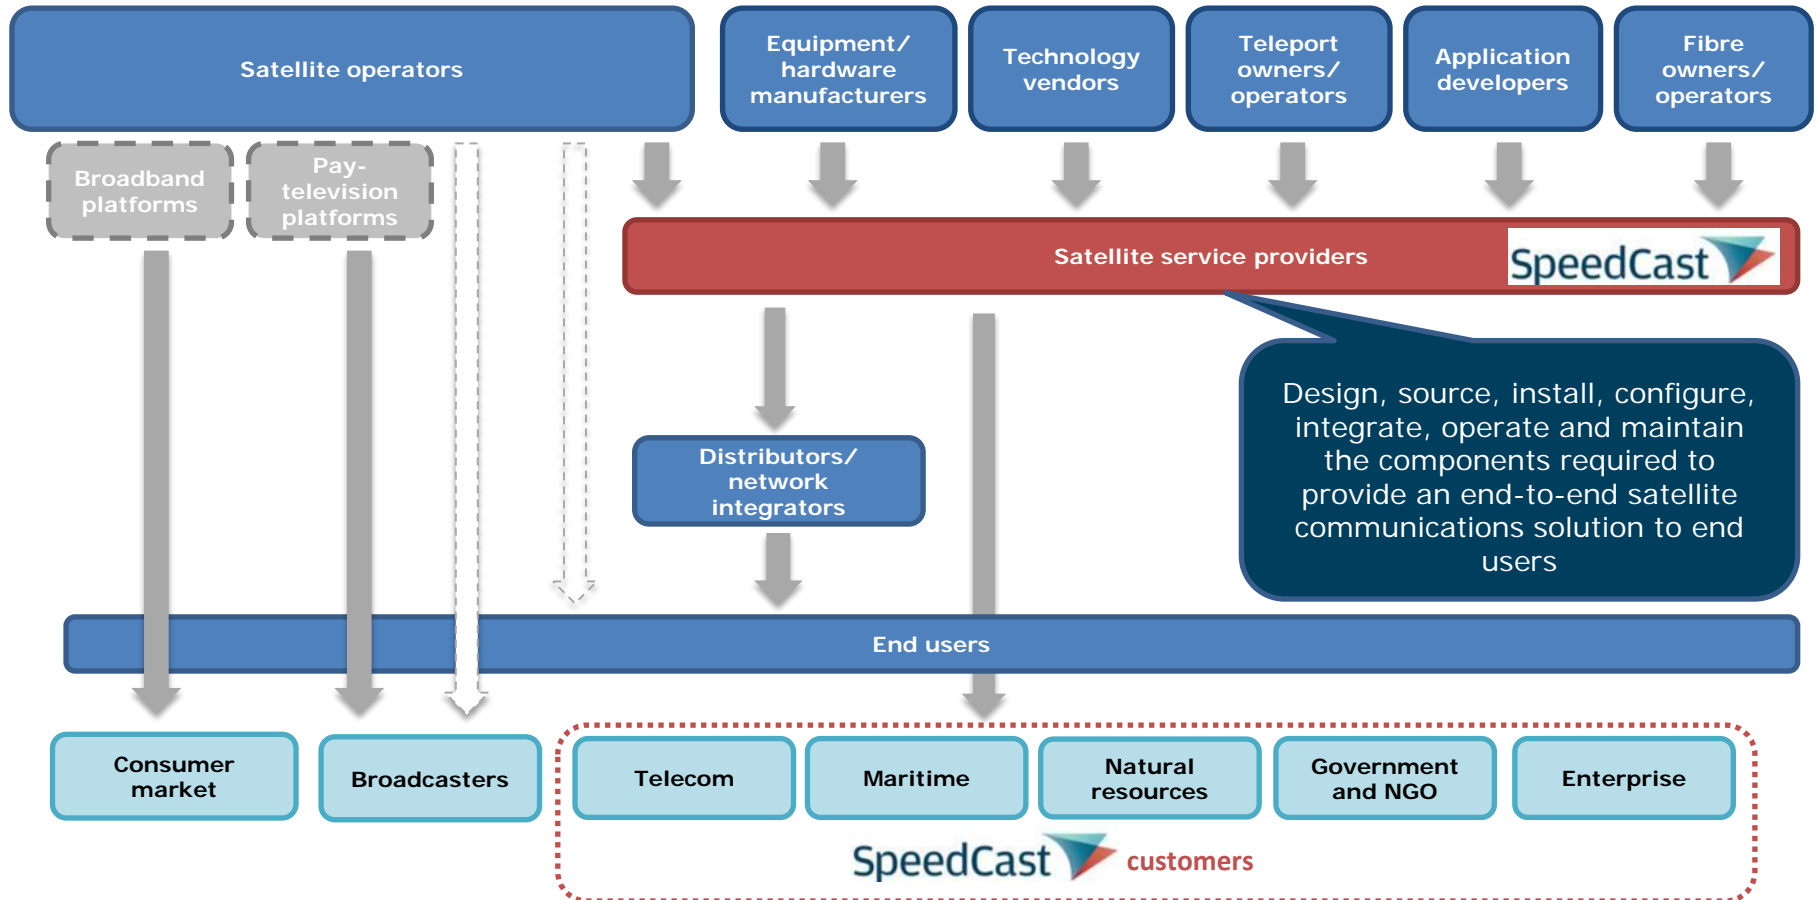 Satellite operators
Equipment/
hardware
manufacturers
Technology
vendors
Teleport
owners/
operators
Application
developers
Fibre
owners/
operators
Broadband
platforms
Pay-
television
platforms
Satellite service providers
SpeedCast
Design, source, install, configure,
integrate, operate and maintain
the components required to
provide an end-to-end satellite
communications solution to end
users
Distributors/
network
integrators
End users
Consumer
market
Broadcasters
Telecom
Maritime
Natural
resources
Government
and NGO
Enterprise
SpeedCast customers